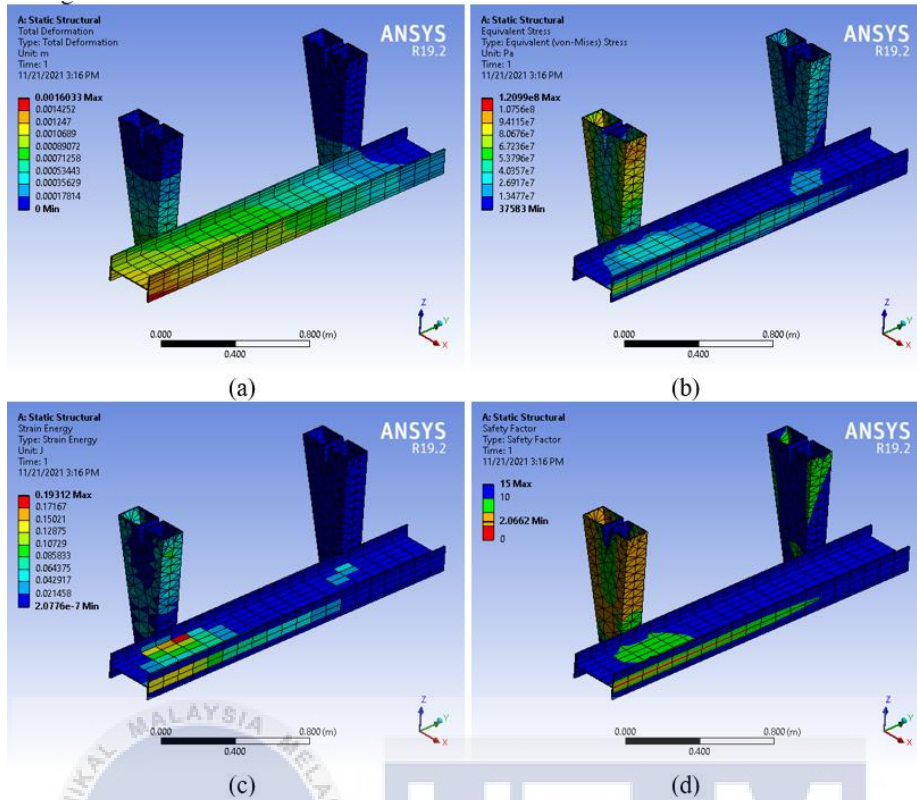 A: Static Structural
Total Deformation
Type: Total Deformation
Unit: m
Time: 1
11/21/2021 3:16 PM
0.0016033 Max
0.0014252
0.001247
0.0010689
0.00089072
0.00071258
0.00053443
0.00035629
0.00017814
0 Min
ANSYS
R19.2
Z
Y
X
0.000
0.800 (m)
0.400
(a)
A: Static Structural
Equivalent Stress
Type: Equivalent (von-Mises) Stress
Unit: Pa
Time: 1
11/21/2021 3:16 PM
1.2099e8 Max
1.0756e8
9.4115e7
8.0676e7
6.7236e7
5.3796e7
4.0357e7
2.6917e7
1.3477e7
37583 Min
ANSYS
R19.2
Z
Y
X
0.000
0.800 (m)
0.400
(b)
A: Static Structural
Strain Energy
Type: Strain Energy
Unit: J
Time: 1
11/21/2021 3:16 PM
0.19312 Max
0.17167
0.15021
0.12875
0.10729
0.085833
0.064375
0.042917
0.021458
2.0776e-7 Min
ANSYS
R19.2
Z
Y
X
0.000
0.800 (m)
0.400
(c)
A: Static Structural
Safety Factor
Type: Safety Factor
Time: 1
11/21/2021 3:16 PM
15 Max
10
2.0662 Min
0
ANSYS
R19.2
Z
Y
X
0.000
0.800 (m)
0.400
(d)
MALAYSIA